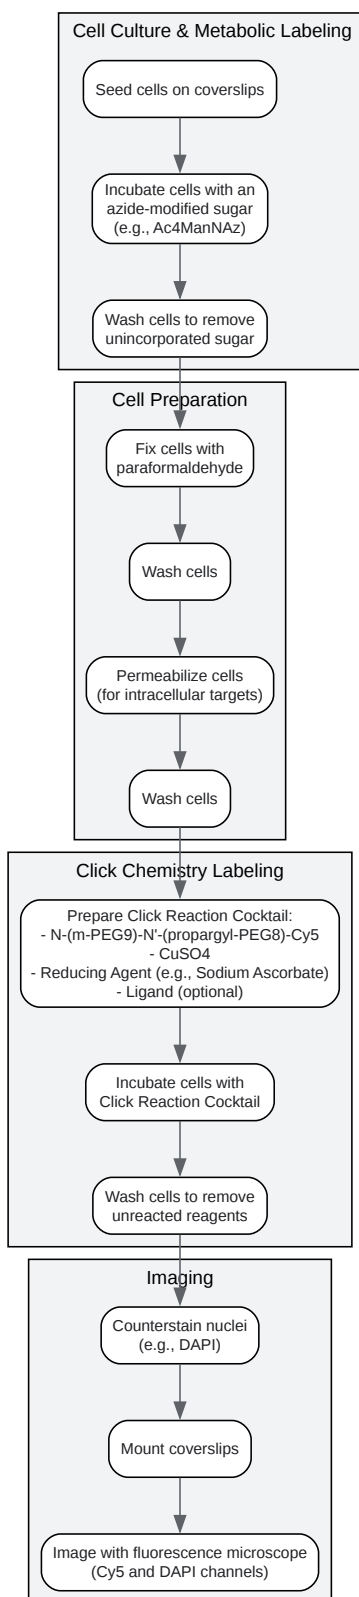 Cell Culture & Metabolic Labeling
Seed cells on coverslips
Incubate cells with an
azide-modified sugar
(e.g., Ac4ManNAz)
Wash cells to remove
unincorporated sugar
Cell Preparation
Fix cells with
paraformaldehyde
Wash cells
Permeabilize cells
(for intracellular targets)
Wash cells
Click Chemistry Labeling
Prepare Click Reaction Cocktail:
- N-(m-PEG9)-N'-(propargyl-PEG8)-Cy5
- CuSO4
- Reducing Agent (e.g., Sodium Ascorbate)
- Ligand (optional)
Incubate cells with
Click Reaction Cocktail
Wash cells to remove
unreacted reagents
Imaging
Counterstain nuclei
(e.g., DAPI)
Mount coverslips
Image with fluorescence microscope
(Cy5 and DAPI channels)